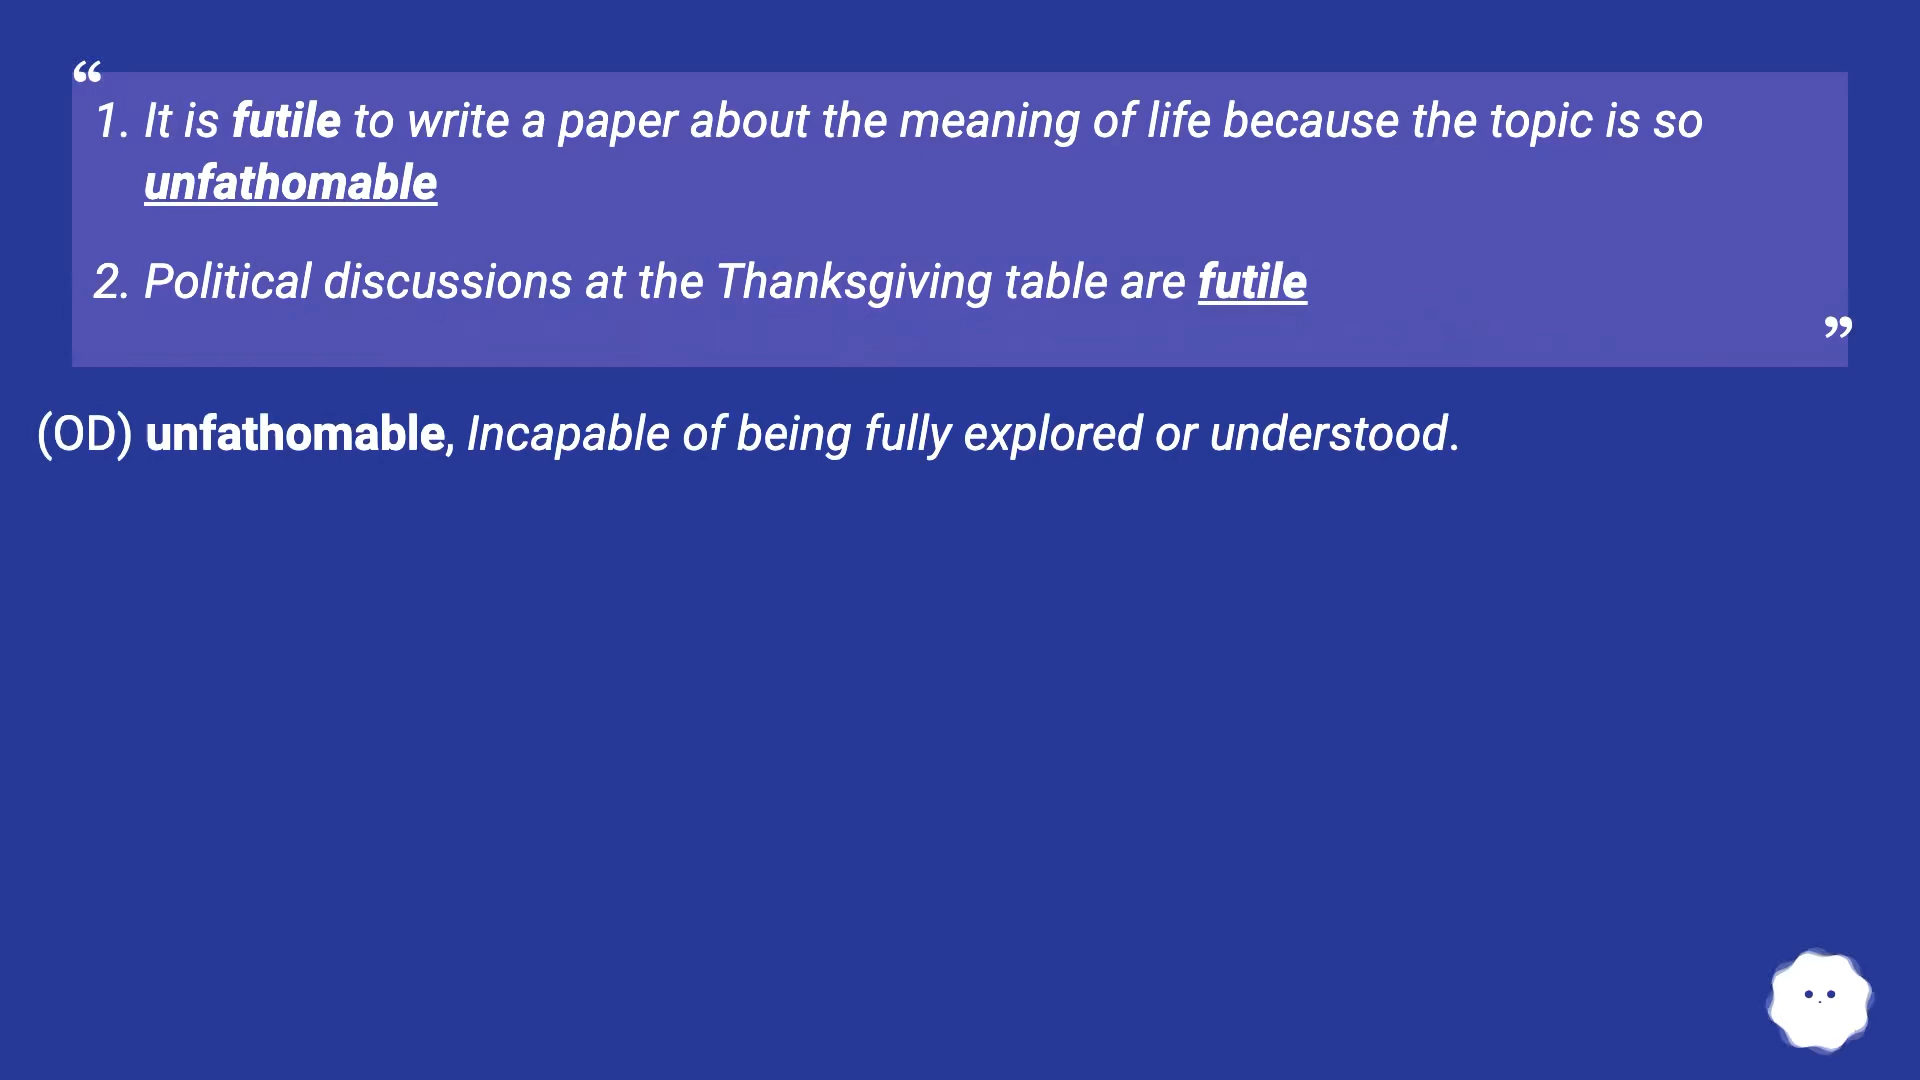 “
1. It is futile to write a paper about the meaning of life because the topic is so
unfathomable
2. Political discussions at the Thanksgiving table are futile
”
(OD) unfathomable, Incapable of being fully explored or understood.